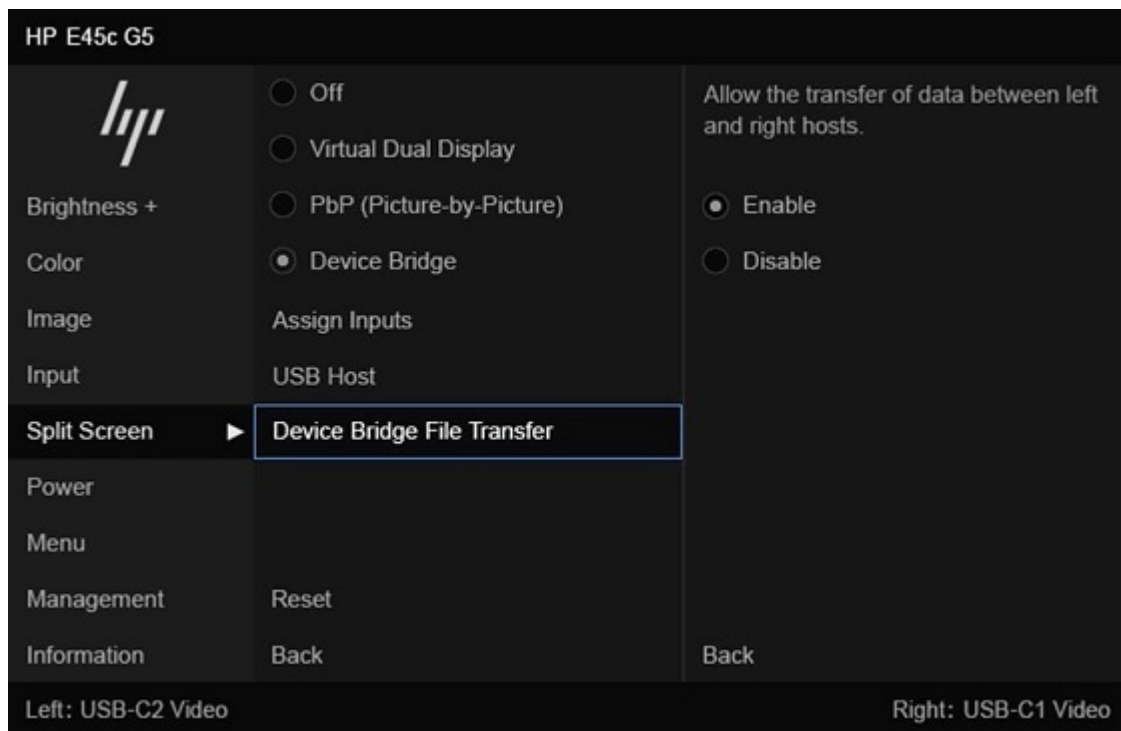 HP E45c G5
hp
Brightness +
Color
Image
Input
Split Screen
Power
Menu
Management
Information
Off
Virtual Dual Display
PbP (Picture-by-Picture)
Device Bridge
Assign Inputs
USB Host
Device Bridge File Transfer
Reset
Back
Allow the transfer of data between left
and right hosts.
Enable
Disable
Back
Left: USB-C2 Video
Right: USB-C1 Video